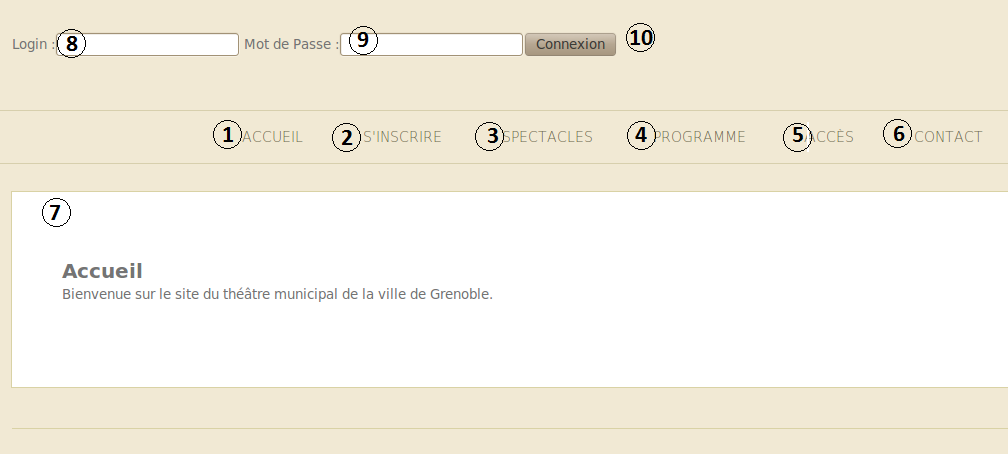 Login : 8 Mot de Passe : 9 Connexion 10
1 ACCUEIL 2 S'INSCRIRE 3 SPECTACLES 4 PROGRAMME 5 ACCÈS 6 CONTACT
7
Accueil
Bienvenue sur le site du théâtre municipal de la ville de Grenoble.